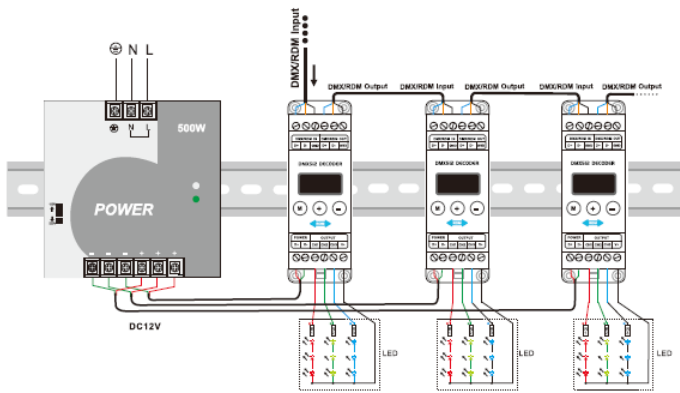 DMX/RDM Input
N L
DMX/RDM Output
DMX/RDM Input
DMX/RDM Output
DMX/RDM Input
DMX/RDM Output
N L
500W
POWER
- - - + + +
DC12V
DMX512 DECODER
M + -
POWER OUTPUT
DMX512 DECODER
M + -
POWER OUTPUT
DMX512 DECODER
M + -
POWER OUTPUT
LED
LED
LED